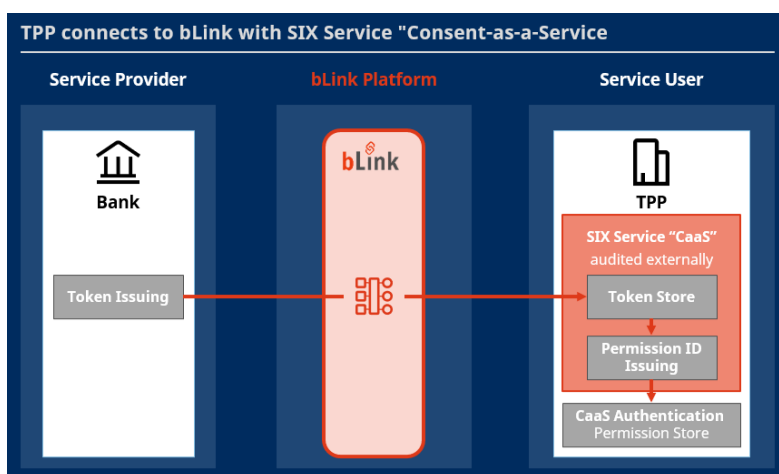 TPP connects to bLink with SIX Service "Consent-as-a-Service
Service Provider
bLink Platform
Service User
Bank
bLink
TPP
SIX Service “CaaS”
audited externally
Token Issuing
Token Store
Permission ID
Issuing
CaaS Authentication
Permission Store